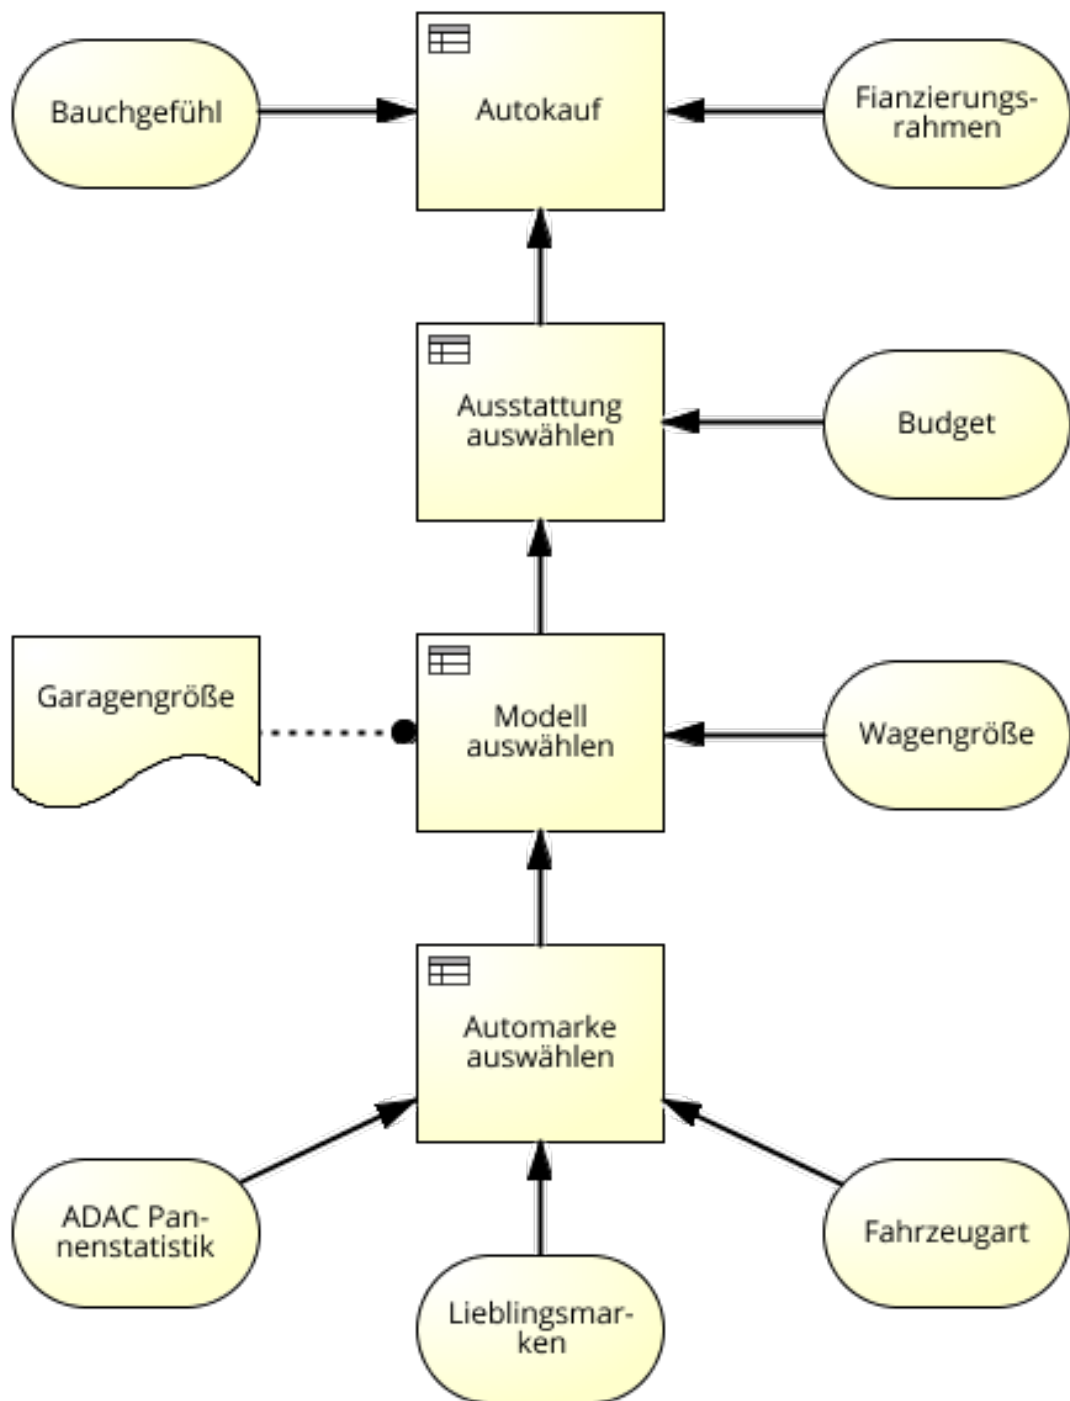 Bauchgefühl
Autokauf
Fianzierungs-
rahmen
Ausstattung
auswählen
Budget
Garagengröße
Modell
auswählen
Wagengröße
Automarke
auswählen
ADAC Pan-
nenstatistik
Lieblingsmar-
ken
Fahrzeugart